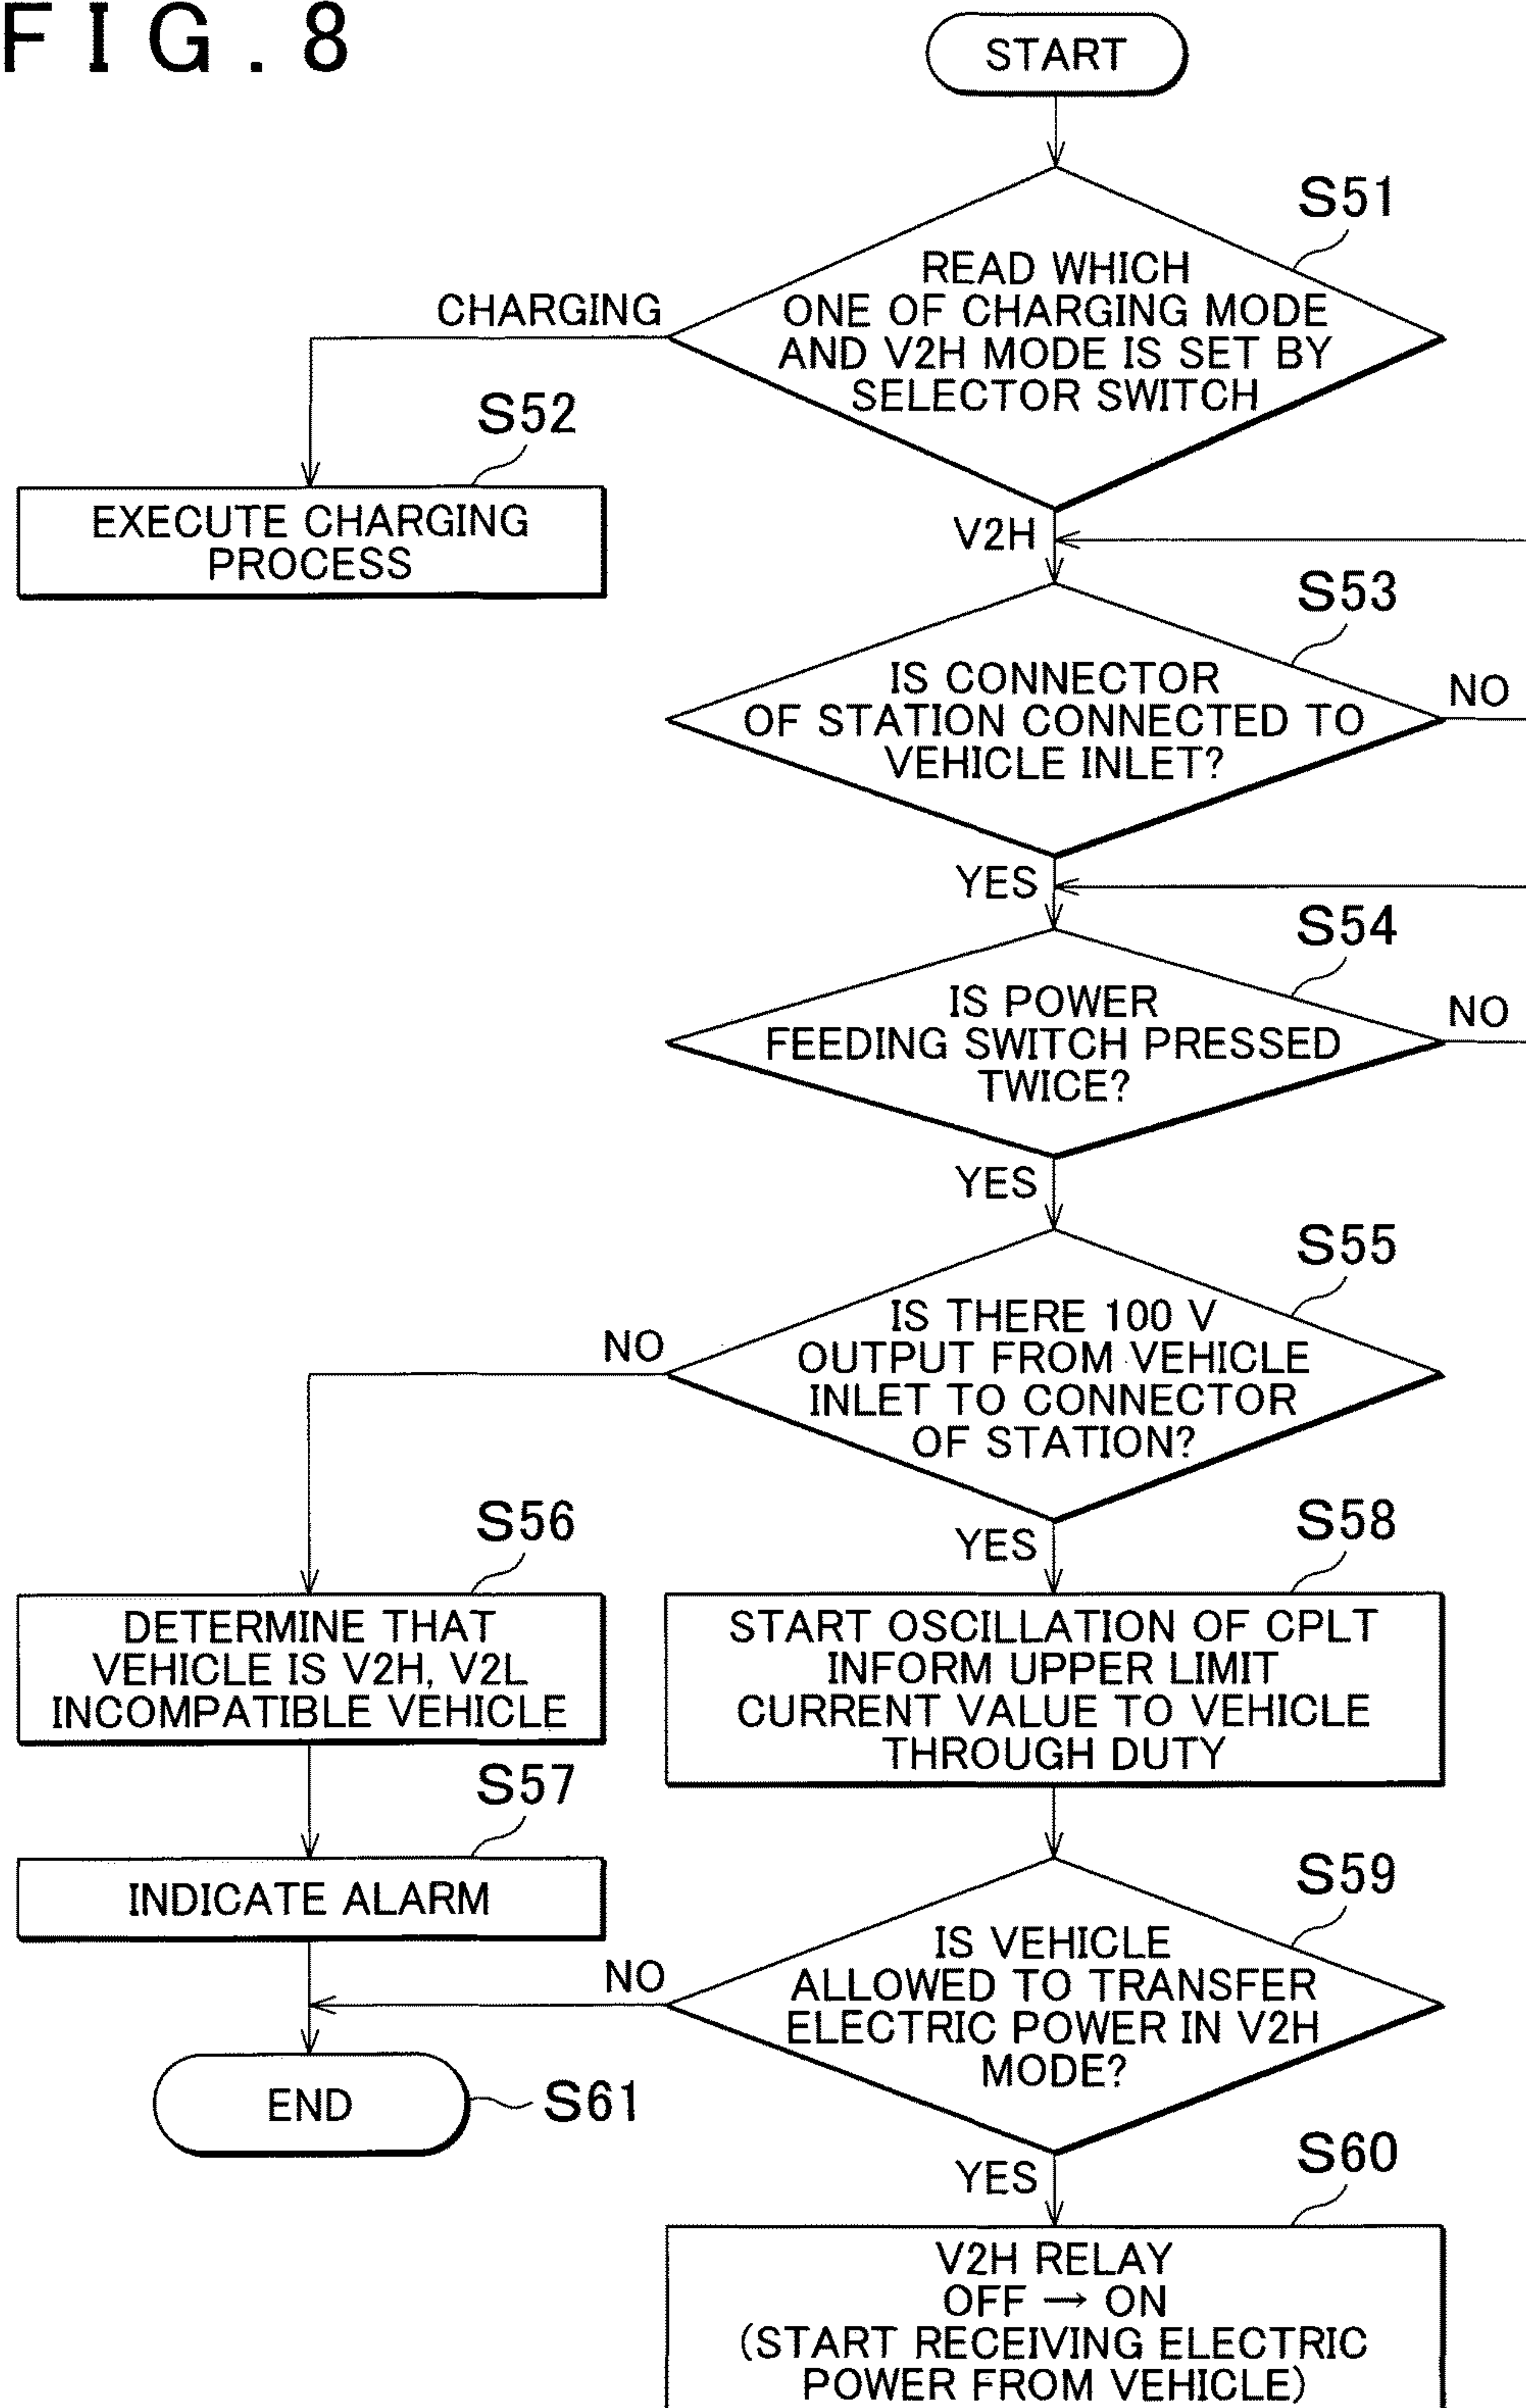 FIG. 8
START
S51
READ WHICH
ONE OF CHARGING MODE
AND V2H MODE IS SET BY
SELECTOR SWITCH
CHARGING
S52
EXECUTE CHARGING
PROCESS
V2H
S53
IS CONNECTOR
OF STATION CONNECTED TO
VEHICLE INLET?
NO
YES
S54
IS POWER
FEEDING SWITCH PRESSED
TWICE?
NO
YES
S55
IS THERE 100 V
OUTPUT FROM VEHICLE
INLET TO CONNECTOR
OF STATION?
NO
YES
S56
DETERMINE THAT
VEHICLE IS V2H, V2L
INCOMPATIBLE VEHICLE
S58
START OSCILLATION OF CPLT
INFORM UPPER LIMIT
CURRENT VALUE TO VEHICLE
THROUGH DUTY
S57
INDICATE ALARM
S59
IS VEHICLE
ALLOWED TO TRANSFER
ELECTRIC POWER IN V2H
MODE?
NO
YES
END
S61
S60
V2H RELAY
OFF → ON
(START RECEIVING ELECTRIC
POWER FROM VEHICLE)